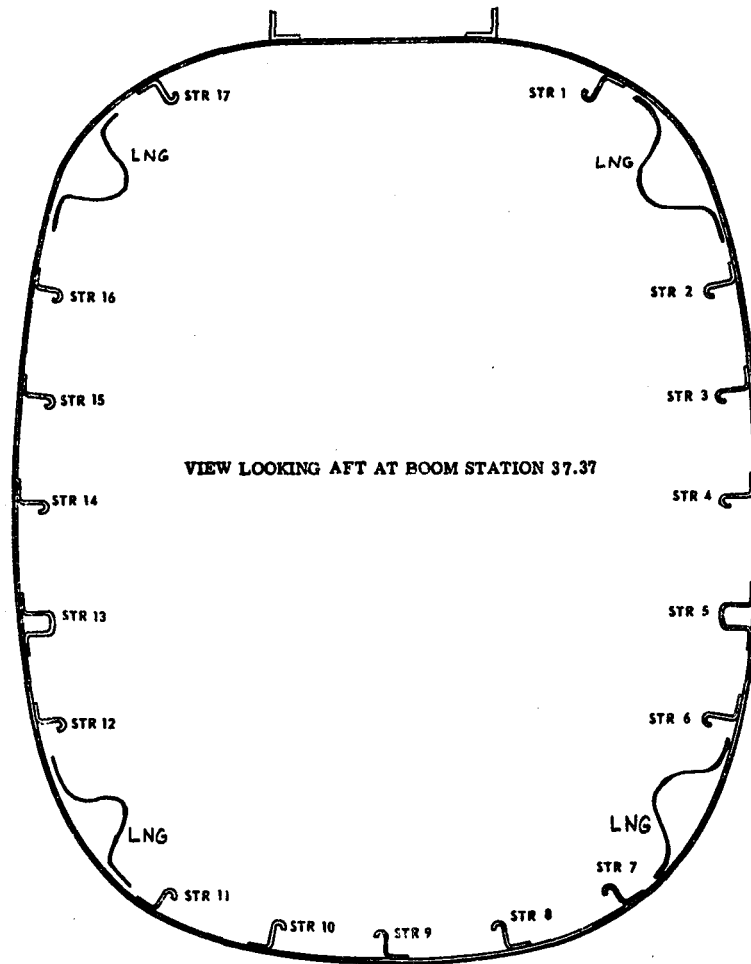 STR 17
STR 1
LNG
LNG
STR 16
STR 2
STR 15
STR 3
VIEW LOOKING AFT AT BOOM STATION 37.37
STR 14
STR 4
STR 13
STR 5
STR 12
STR 6
LNG
LNG
STR 11
STR 7
STR 10
STR 9
STR 8